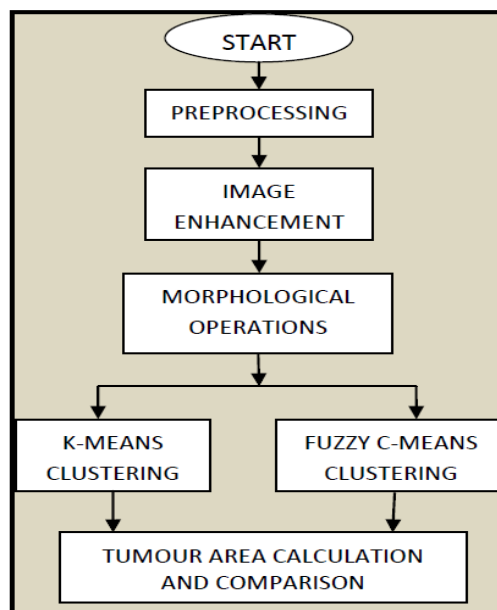 START
PREPROCESSING
IMAGE
ENHANCEMENT
MORPHOLOGICAL
OPERATIONS
K-MEANS
CLUSTERING
FUZZY C-MEANS
CLUSTERING
TUMOUR AREA CALCULATION
AND COMPARISON